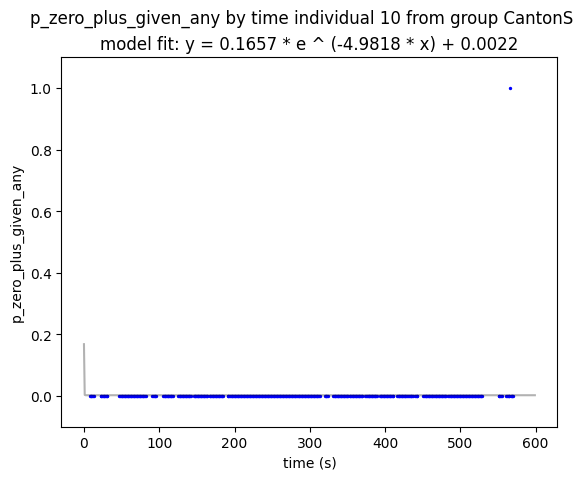 p_zero_plus_given_any by time individual 10 from group CantonS
model fit: y = 0.1657 * e ^ (-4.9818 * x) + 0.0022
1.0
0.8
0.6
0.4
0.2
0.0
p_zero_plus_given_any
0 100 200 300 400 500 600
time (s)